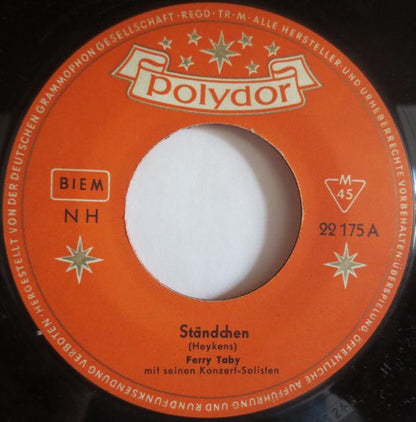 polydor
BIEM
NH
M
45
22 175 A
Ständchen
(Heykens)
Ferry Taby
mit seinen Konzert-Solisten
HERGESTELLT VON DER DEUTSCHEN GRAMMOPHON GESELLSCHAFT · REGD · TR · M · ALLE HERSTELLER- UND URHEBERRECHTE VORBEHALTEN · ÜBERSPIELUNG, ÖFFENTLICHE AUFFÜHRUNG UND RUNDFUNKSENDUNG VERBOTEN ·